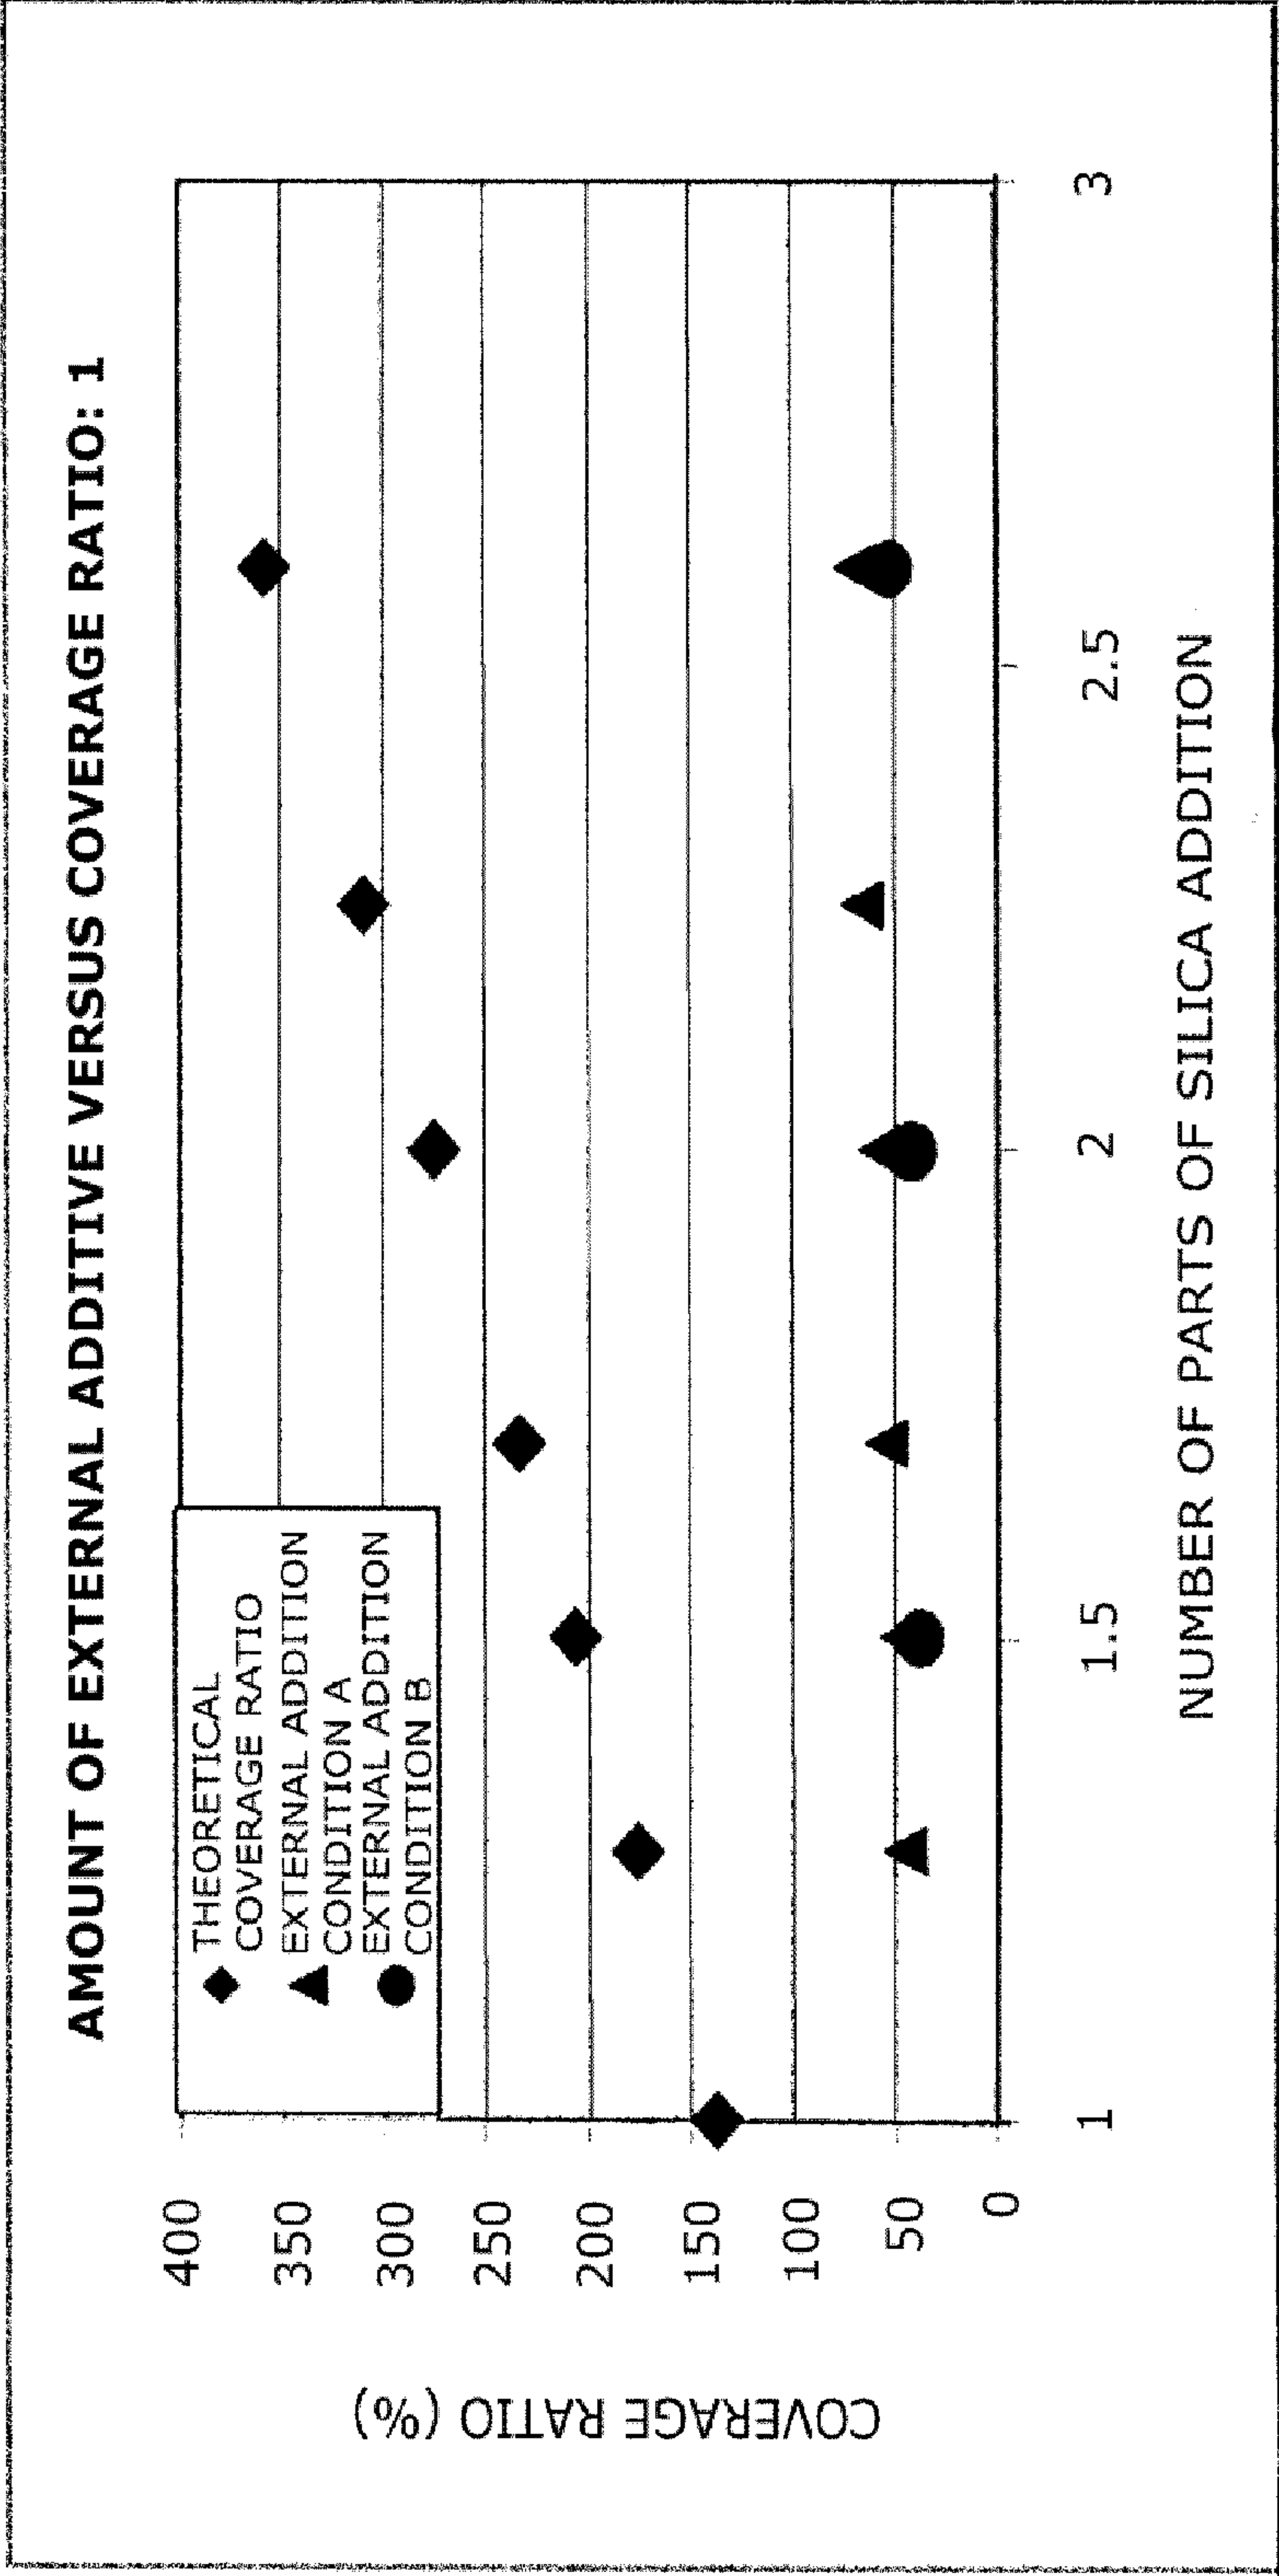 AMOUNT OF EXTERNAL ADDITIVE VERSUS COVERAGE RATIO: 1
THEORETICAL
COVERAGE RATIO
EXTERNAL ADDITION
CONDITION A
EXTERNAL ADDITION
CONDITION B
400
350
300
250
200
150
100
50
0
COVERAGE RATIO (%)
1
1.5
2
2.5
3
NUMBER OF PARTS OF SILICA ADDITION